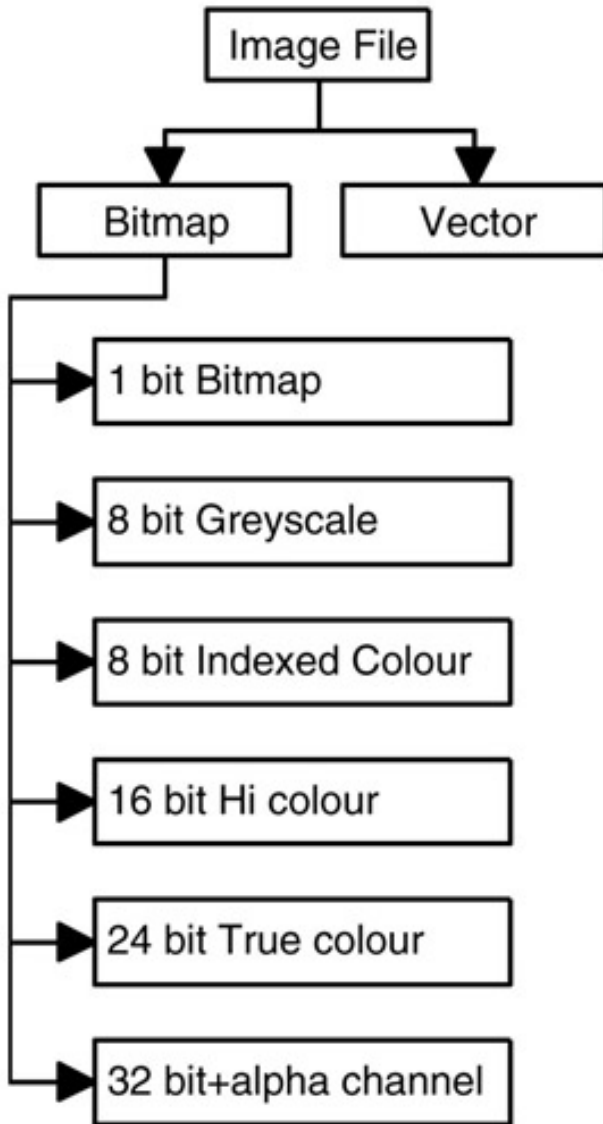 Image File
Bitmap
Vector
1 bit Bitmap
8 bit Greyscale
8 bit Indexed Colour
16 bit Hi colour
24 bit True colour
32 bit+alpha channel